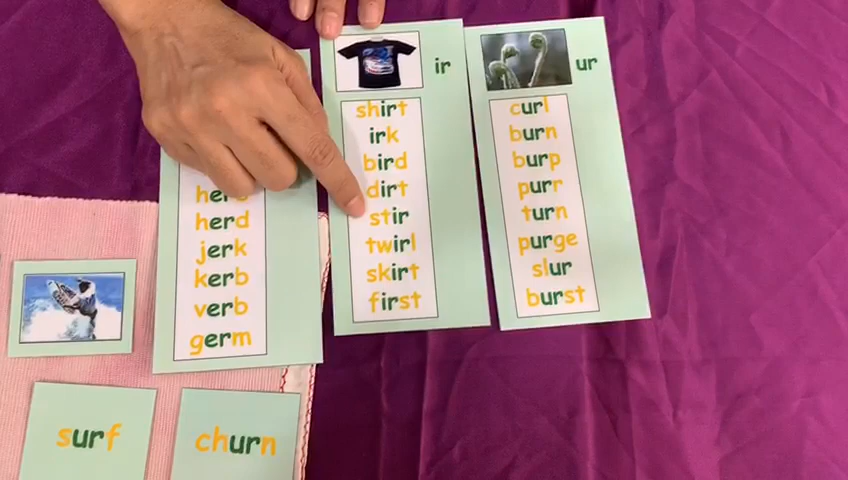 herd
jerk
kerb
verb
germ
ir
shirt
irk
bird
dirt
stir
twirl
skirt
first
ur
curl
burn
burp
purr
turn
purge
slur
burst
surf
churn